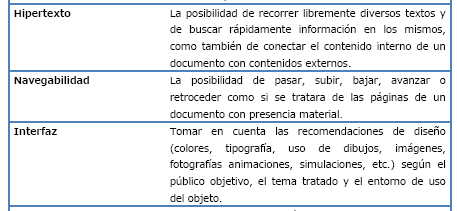 Hipertexto
La posibilidad de recorrer libremente diversos textos y
de buscar rápidamente información en los mismos,
como también de conectar el contenido interno de un
documento con contenidos externos.
Navegabilidad
La posibilidad de pasar, subir, bajar, avanzar o
retroceder como si se tratara de las páginas de un
documento con presencia material.
Interfaz
Tomar en cuenta las recomendaciones de diseño
(colores, tipografía, uso de dibujos, imágenes,
fotografías animaciones, simulaciones, etc.) según el
público objetivo, el tema tratado y el entorno de uso
del objeto.